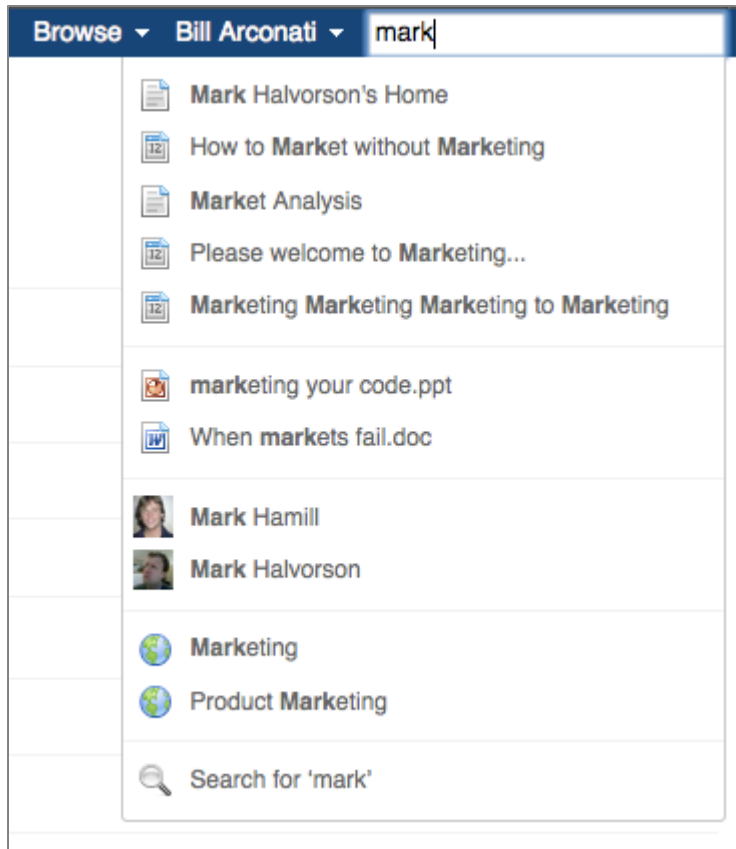 Browse Bill Arconati mark
Mark Halvorson's Home
How to Market without Marketing
Market Analysis
Please welcome to Marketing...
Marketing Marketing Marketing to Marketing
marketing your code.ppt
When markets fail.doc
Mark Hamill
Mark Halvorson
Marketing
Product Marketing
Search for ‘mark’